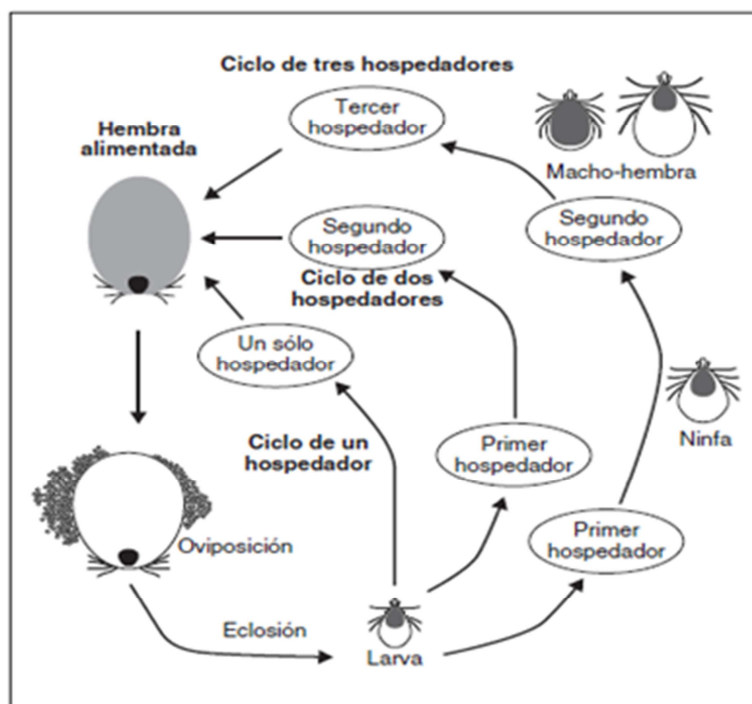 Ciclo de tres hospedadores
Tercer
hospedador
Hembra
alimentada
Macho-hembra
Segundo
hospedador
Segundo
hospedador
Ciclo de dos
hospedadores
Un sólo
hospedador
Ninfa
Ciclo de un
hospedador
Primer
hospedador
Primer
hospedador
Oviposición
Eclosión
Larva